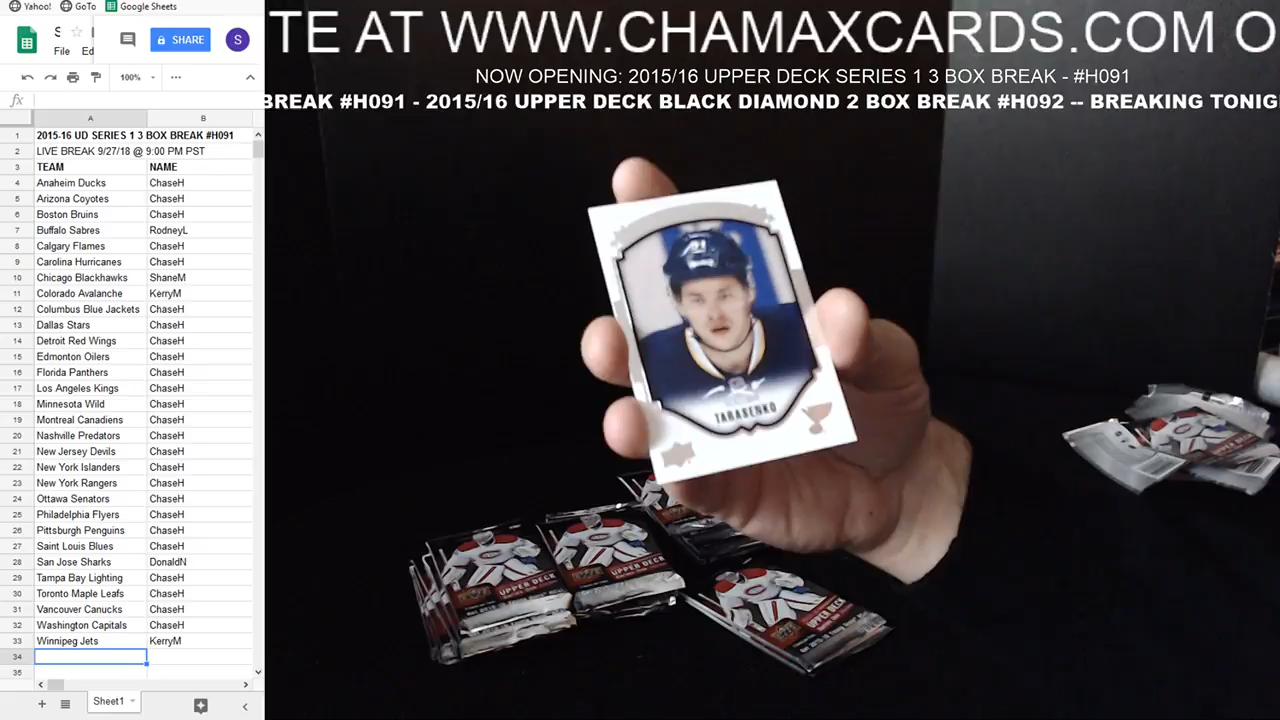 Yahoo! GoTo Google Sheets
S
File Ed
SHARE
S
100%
fx
A B
1 2015-16 UD SERIES 1 3 BOX BREAK #H091
2 LIVE BREAK 9/27/18 @ 9:00 PM PST
3 TEAM NAME
4 Anaheim Ducks ChaseH
5 Arizona Coyotes ChaseH
6 Boston Bruins ChaseH
7 Buffalo Sabres RodneyL
8 Calgary Flames ChaseH
9 Carolina Hurricanes ChaseH
10 Chicago Blackhawks ShaneM
11 Colorado Avalanche KerryM
12 Columbus Blue Jackets ChaseH
13 Dallas Stars ChaseH
14 Detroit Red Wings ChaseH
15 Edmonton Oilers ChaseH
16 Florida Panthers ChaseH
17 Los Angeles Kings ChaseH
18 Minnesota Wild ChaseH
19 Montreal Canadiens ChaseH
20 Nashville Predators ChaseH
21 New Jersey Devils ChaseH
22 New York Islanders ChaseH
23 New York Rangers ChaseH
24 Ottawa Senators ChaseH
25 Philadelphia Flyers ChaseH
26 Pittsburgh Penguins ChaseH
27 Saint Louis Blues ChaseH
28 San Jose Sharks DonaldN
29 Tampa Bay Lighting ChaseH
30 Toronto Maple Leafs ChaseH
31 Vancouver Canucks ChaseH
32 Washington Capitals ChaseH
33 Winnipeg Jets KerryM
34
35
Sheet1
TE AT WWW.CHAMAXCARDS.COM O
NOW OPENING: 2015/16 UPPER DECK SERIES 1 3 BOX BREAK - #H091
BREAK #H091 - 2015/16 UPPER DECK BLACK DIAMOND 2 BOX BREAK #H092 -- BREAKING TONIG
TARASENKO
UPPER DECK
UPPER DECK
UPPER DECK